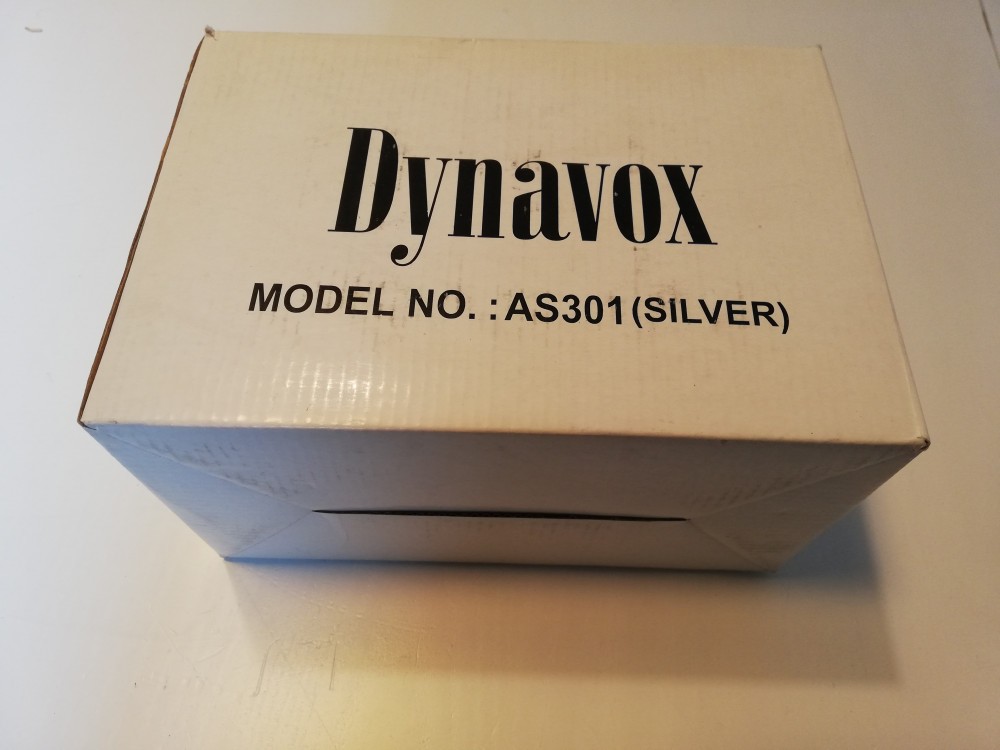 Dynavox
MODEL NO. : AS301(SILVER)